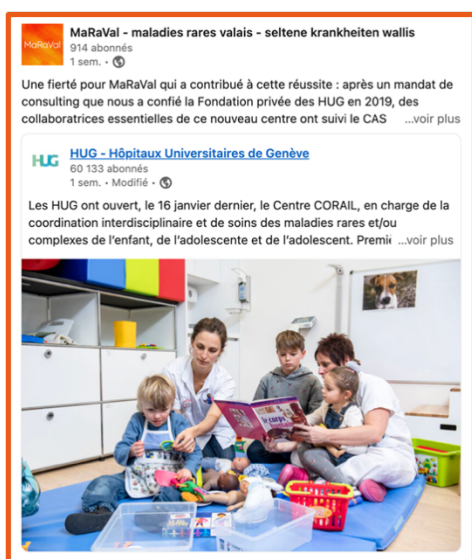 MaRaVal
MaRaVal - maladies rares valais - seltene krankheiten wallis
914 abonnés
1 sem. •
Une fierté pour MaRaVal qui a contribué à cette réussite : après un mandat de
consulting que nous a confié la Fondation privée des HUG en 2019, des
collaboratrices essentielles de ce nouveau centre ont suivi le CAS ...voir plus
HUG
HUG - Hôpitaux Universitaires de Genève
60 133 abonnés
1 sem. • Modifié •
Les HUG ont ouvert, le 16 janvier dernier, le Centre CORAIL, en charge de la
coordination interdisciplinaire et de soins des maladies rares et/ou
complexes de l'enfant, de l'adolescente et de l'adolescent. Premiè ...voir plus
le corps